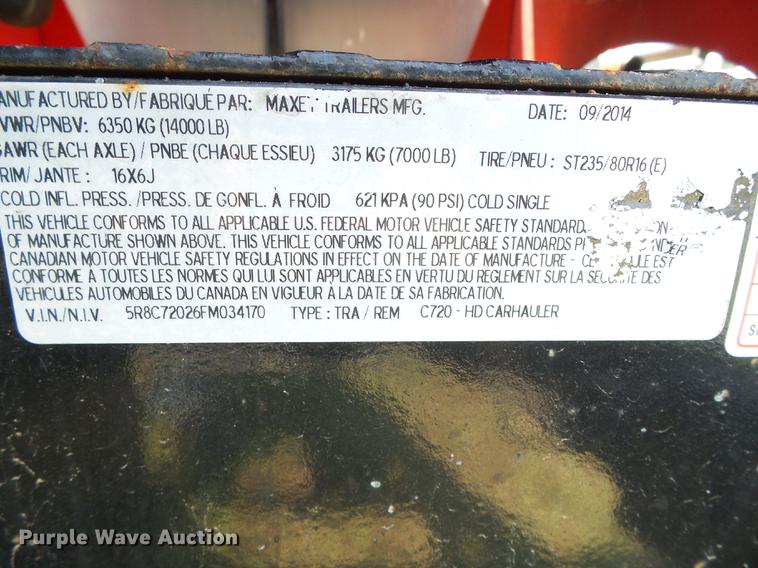 ANUFACTURED BY/FABRIQUÉ PAR: MAXEY TRAILERS MFG. DATE: 09/2014
VWR/PNBV: 6350 KG (14000 LB)
GAWR (EACH AXLE) / PNBE (CHAQUE ESSIEU) 3175 KG (7000 LB) TIRE/PNEU: ST235/80R16 (E)
RIM/ JANTE: 16X6J
COLD INFL. PRESS. /PRESS. DE GONFL. À FROID 621 KPA (90 PSI) COLD SINGLE
THIS VEHICLE CONFORMS TO ALL APPLICABLE U.S. FEDERAL MOTOR VEHICLE SAFETY STANDARD
OF MANUFACTURE SHOWN ABOVE. THIS VEHICLE CONFORMS TO ALL APPLICABLE STANDARDS
CANADIAN MOTOR VEHICLE SAFETY REGULATIONS IN EFFECT ON THE DATE OF MANUFACTURE - EST
CONFORME A TOUTES LES NORMES QUI LUI SONT APPLICABLES EN VERTU DU REGLEMENT SUR LA SÉCURITÉ DES
VEHICULES AUTOMOBILES DU CANADA EN VIGUEUR À LA DATE DE SA FABRICATION.
V.I.N./N.I.V. 5R8C72026FM034170 TYPE: TRA / REM C720 - HD CARHAULER
Purple Wave Auction